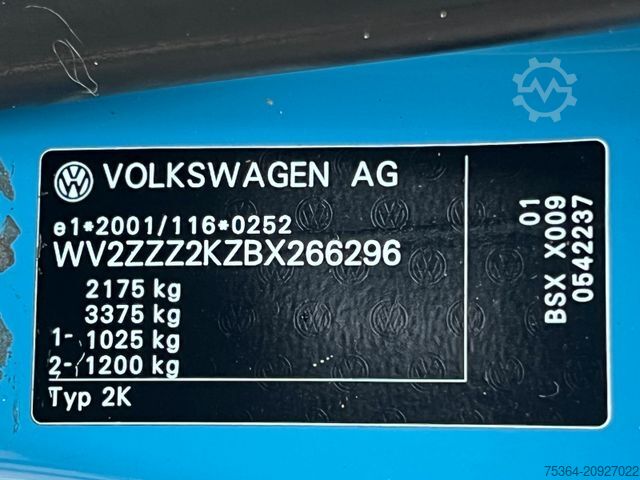 VOLKSWAGEN AG
e1*2001/116*0252
WV2ZZZ2KZBX266296
2175 kg
3375 kg
1- 1025 kg
2- 1200 kg
Typ 2K
01
BSX X009
0542237
75364-20927022